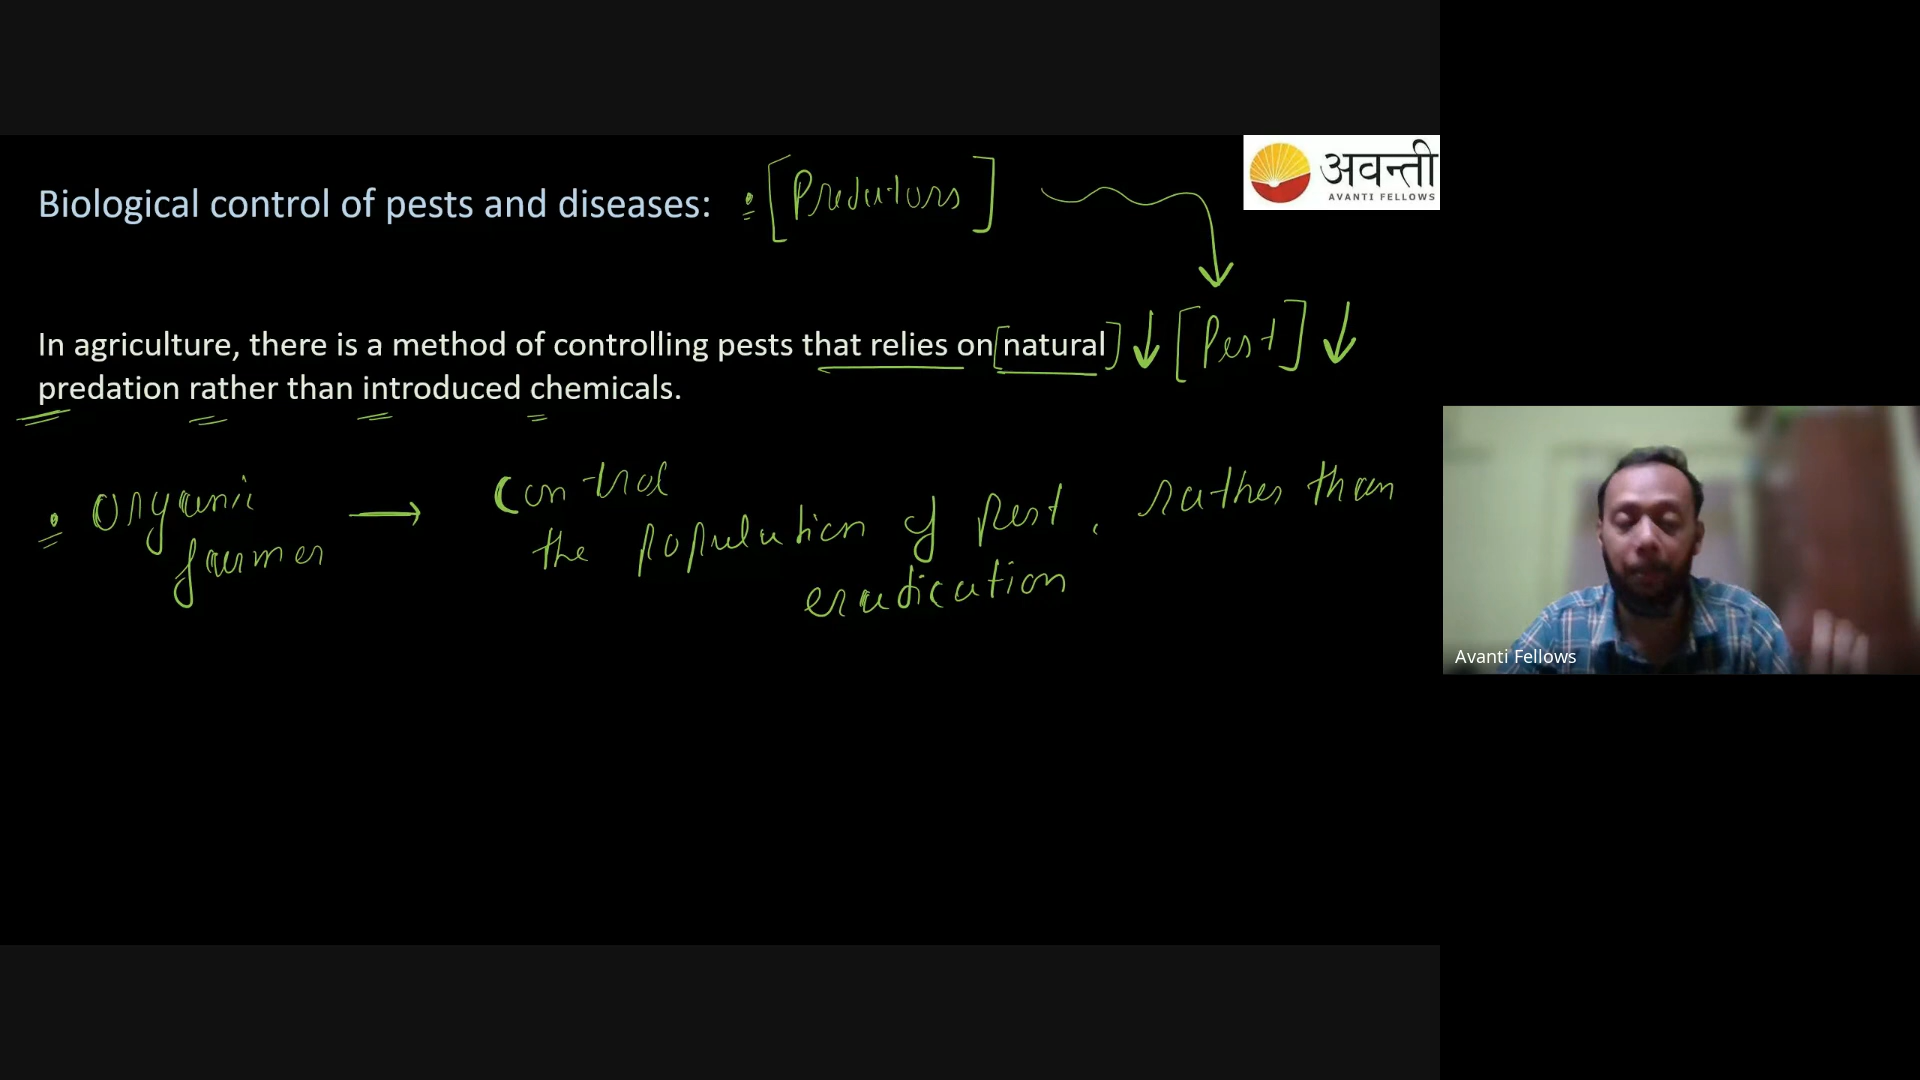 Biological control of pests and diseases: : [Predators]
अवन्ती
AVANTI FELLOWS
In agriculture, there is a method of controlling pests that relies on [natural] ↓ [Pest] ↓
predation rather than introduced chemicals.
: Organic → Control
farmer
the population of pest, rather than
eradication
Avanti Fellows